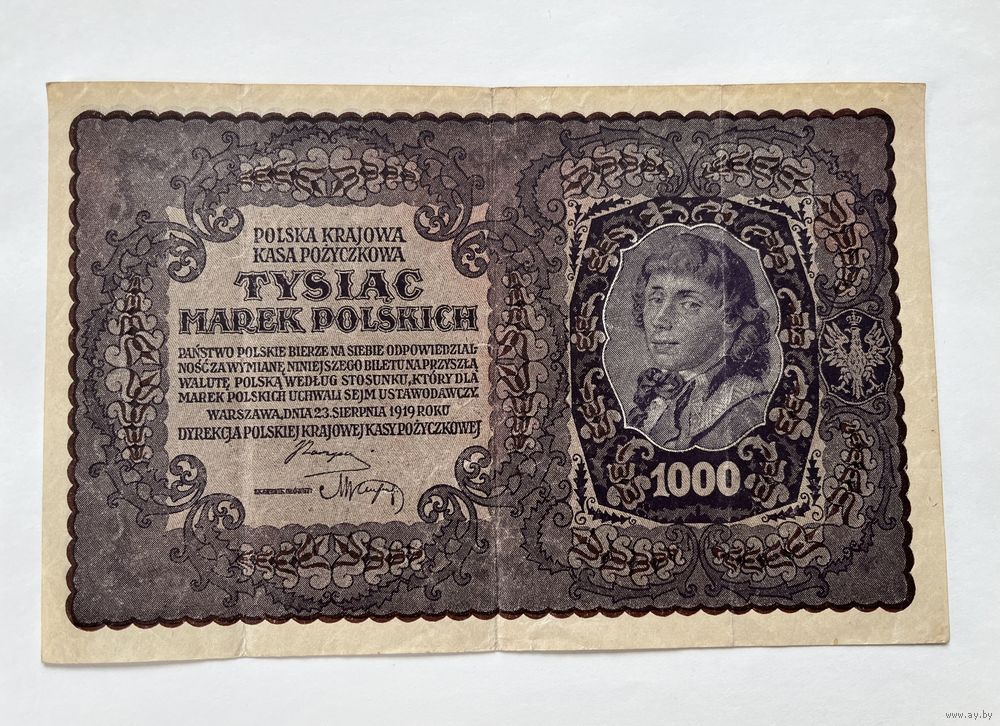 POLSKA KRAJOWA
KASA POŻYCZKOWA
TYSIĄC
MAREK POLSKICH
PAŃSTWO POLSKIE BIERZE NA SIEBIE ODPOWIEDZIAL
NOŚĆ ZA WYMIANĘ NINIEJSZEGO BILETU NA PRZYSZŁĄ
WALUTĘ POLSKĄ WEDŁUG STOSUNKU, KTÓRY DLA
MAREK POLSKICH UCHWALI SEJM USTAWODAWCZY.
WARSZAWA, DNIA 23. SIERPNIA 1919 ROKU
DYREKCJA POLSKIEJ KRAJOWEJ KASY POŻYCZKOWEJ
1000
www.ay.by